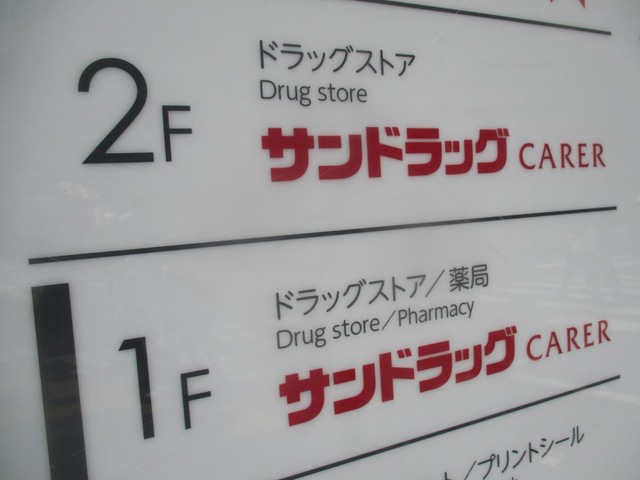 2F
ドラッグストア
Drug store
サンドラッグ CARER
1F
ドラッグストア/薬局
Drug store/Pharmacy
サンドラッグ CARER
ト/プリントシール